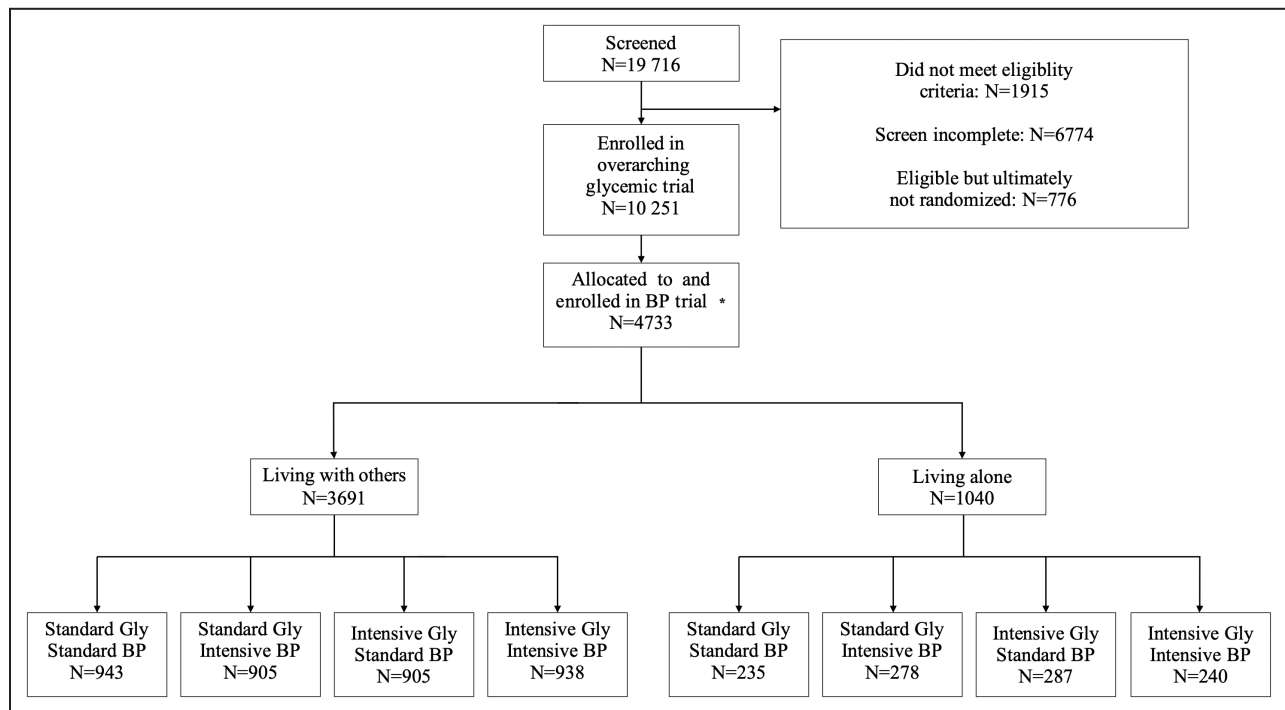 Screened
N=19 716
Did not meet eligiblity
criteria: N=1915
Screen incomplete: N=6774
Eligible but ultimately
not randomized: N=776
Enrolled in
overarching
glycemic trial
N=10 251
Allocated to and
enrolled in BP trial *
N=4733
Living with others
N=3691
Living alone
N=1040
Standard Gly
Standard BP
N=943
Standard Gly
Intensive BP
N=905
Intensive Gly
Standard BP
N=905
Intensive Gly
Intensive BP
N=938
Standard Gly
Standard BP
N=235
Standard Gly
Intensive BP
N=278
Intensive Gly
Standard BP
N=287
Intensive Gly
Intensive BP
N=240